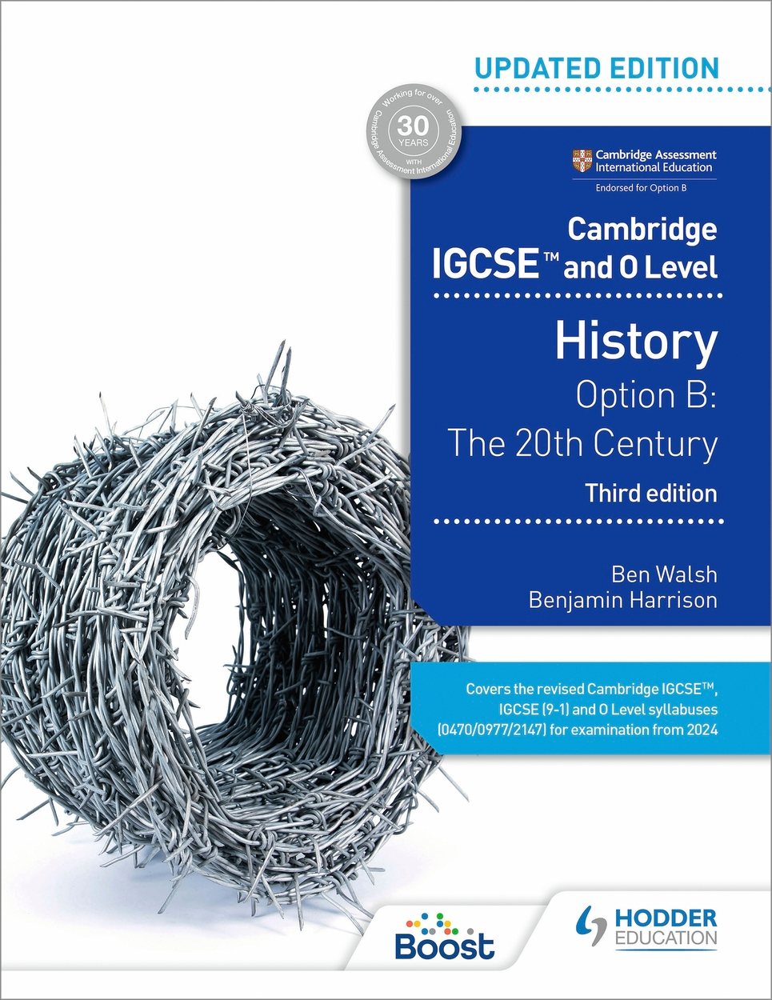 UPDATED EDITION
Working for over
30
YEARS
WITH
Cambridge Assessment International Education
Cambridge Assessment
International Education
Endorsed for Option B
Cambridge
IGCSE™ and O Level
History
Option B:
The 20th Century
Third edition
Ben Walsh
Benjamin Harrison
Covers the revised Cambridge IGCSE™,
IGCSE (9-1) and O Level syllabuses
(0470/0977/2147) for examination from 2024
Boost
HODDER
EDUCATION